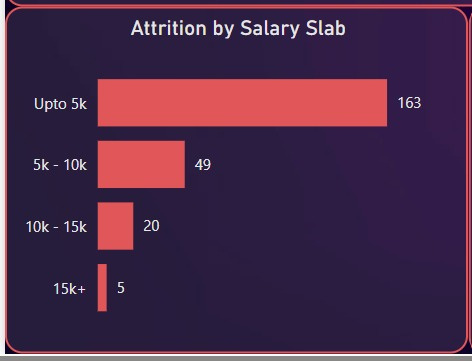 Attrition by Salary Slab
Upto 5k 163
5k - 10k 49
10k - 15k 20
15k+ 5